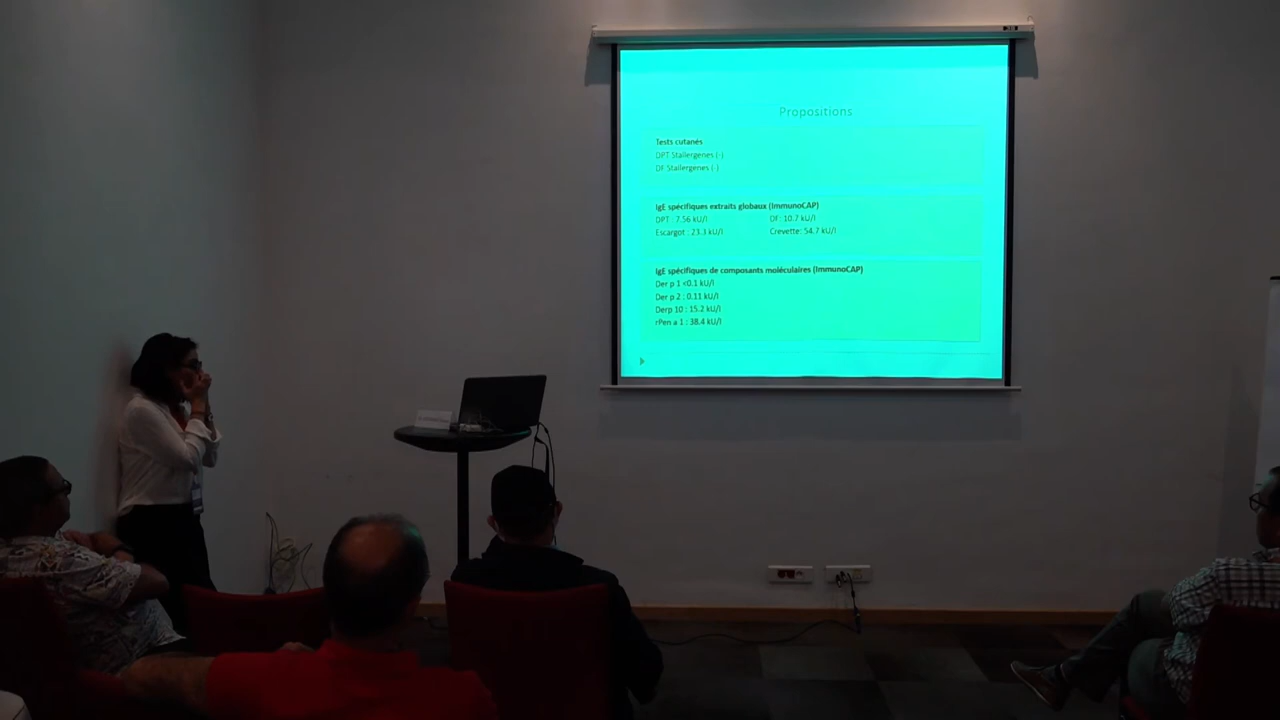 Propositions
Tests cutanés
DPT Stallergenes (-)
DF Stallergenes (-)
IgE spécifiques extraits globaux (ImmunoCAP)
DPT : 7.56 kU/l DF: 10.7 kU/l
Escargot : 23.3 kU/l Crevette: 54.7 kU/l
IgE spécifiques de composants moléculaires (ImmunoCAP)
Der p 1 <0.1 kU/l
Der p 2 : 0.11 kU/l
Derp 10 : 15.2 kU/l
rPen a 1 : 38.4 kU/l